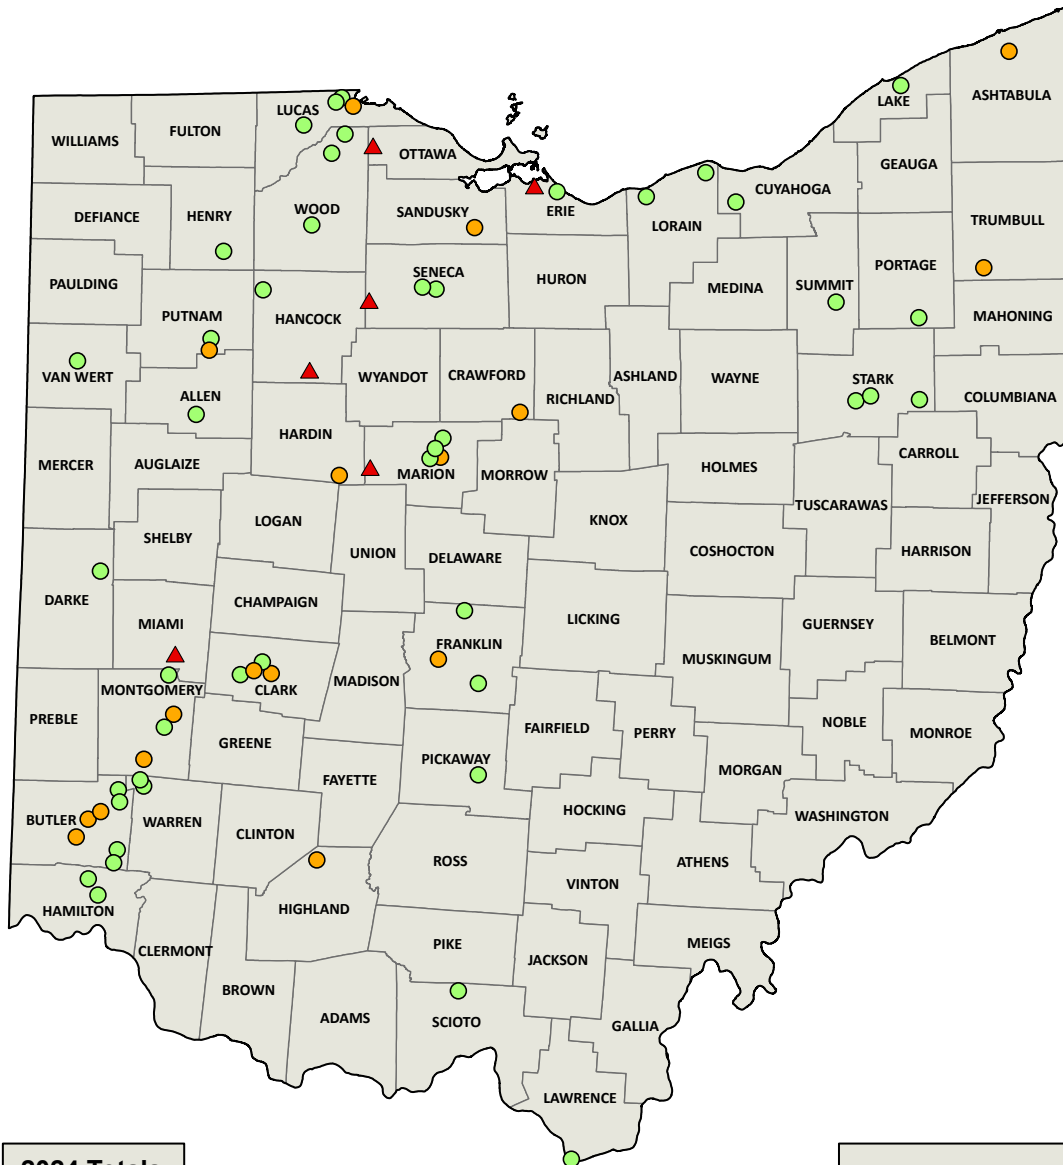 ASHTABULA
LAKE
LUCAS
FULTON
WILLIAMS
OTTAWA
GEAUGA
CUYAHOGA
WOOD
SANDUSKY
ERIE
HENRY
DEFIANCE
TRUMBULL
LORAIN
PORTAGE
SENECA
HURON
PAULDING
SUMMIT
MEDINA
PUTNAM
HANCOCK
MAHONING
VAN WERT
WYANDOT
CRAWFORD
ASHLAND
WAYNE
STARK
ALLEN
RICHLAND
COLUMBIANA
HARDIN
CARROLL
MERCER
AUGLAIZE
MARION
MORROW
HOLMES
JEFFERSON
TUSCARAWAS
LOGAN
KNOX
SHELBY
UNION
DELAWARE
COSHOCTON
HARRISON
DARKE
CHAMPAIGN
MIAMI
LICKING
GUERNSEY
FRANKLIN
BELMONT
MUSKINGUM
MONTGOMERY
CLARK
MADISON
PREBLE
FAIRFIELD
PERRY
NOBLE
MONROE
GREENE
PICKAWAY
FAYETTE
MORGAN
HOCKING
WASHINGTON
BUTLER
WARREN
CLINTON
ROSS
ATHENS
VINTON
HAMILTON
HIGHLAND
CLERMONT
PIKE
MEIGS
JACKSON
BROWN
ADAMS
SCIOTO
GALLIA
LAWRENCE
2024 Totals